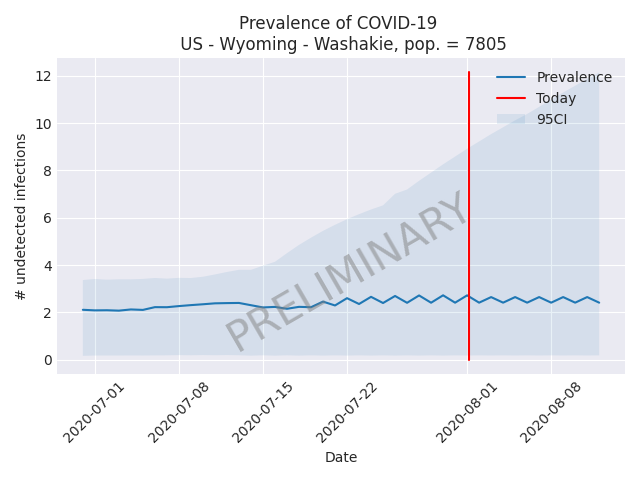 Prevalence of COVID-19
US - Wyoming - Washakie, pop. = 7805
# undetected infections
12
10
8
6
4
2
0
Prevalence
Today
95CI
PRELIMINARY
2020-07-01
2020-07-08
2020-07-15
2020-07-22
2020-08-01
2020-08-08
Date